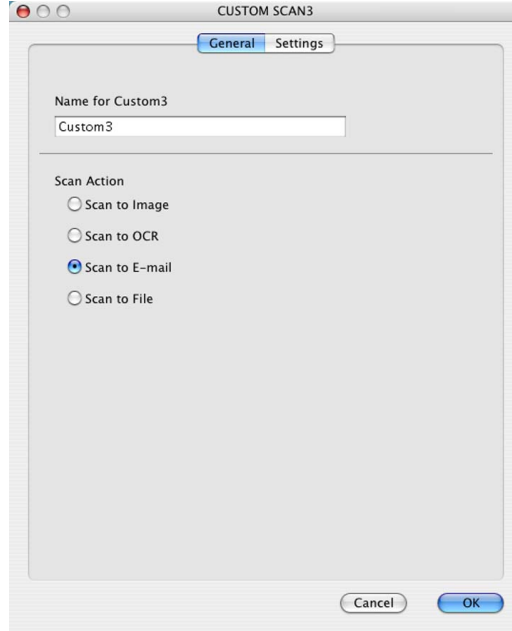 CUSTOM SCAN3
General Settings
Name for Custom3
Custom3
Scan Action
Scan to Image
Scan to OCR
Scan to E-mail
Scan to File
Cancel OK